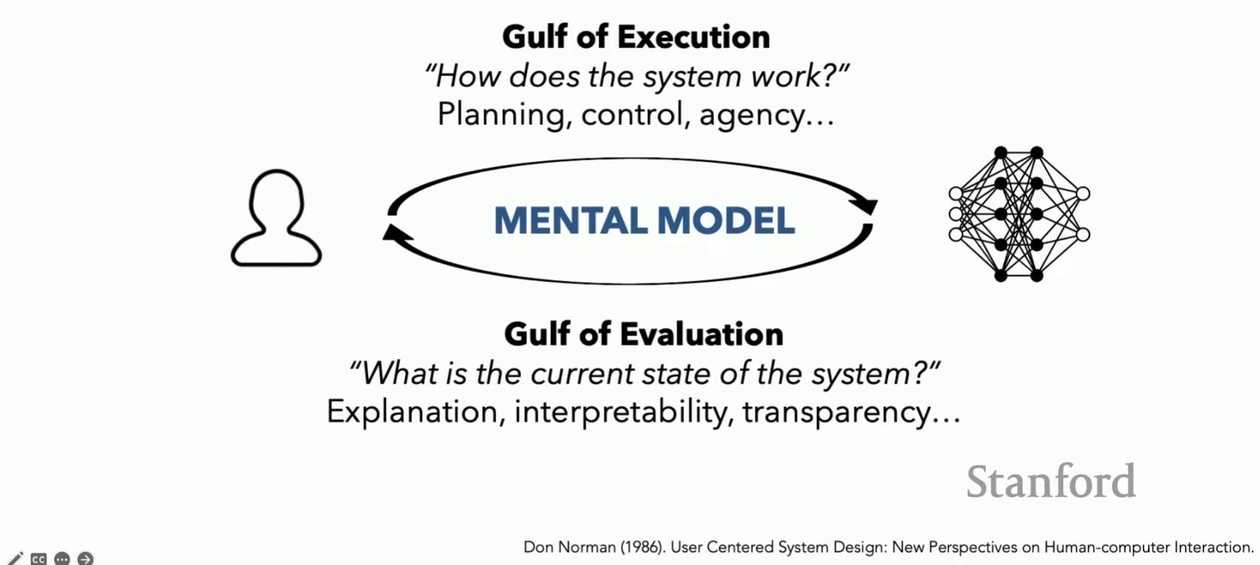 Gulf of Execution
“How does the system work?”
Planning, control, agency…
MENTAL MODEL
Gulf of Evaluation
“What is the current state of the system?”
Explanation, interpretability, transparency…
Stanford
Don Norman (1986). User Centered System Design: New Perspectives on Human-computer Interaction.
CC